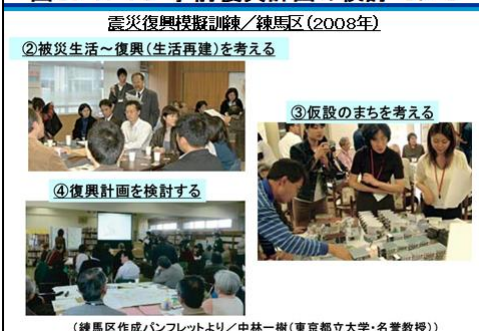 震災復興模擬訓練/練馬区(2008年)
②被災生活～復興(生活再建)を考える
③仮設のまちを考える
④復興計画を検討する
(練馬区作成パンフレットより/中林一樹(東京都立大学・名誉教授))